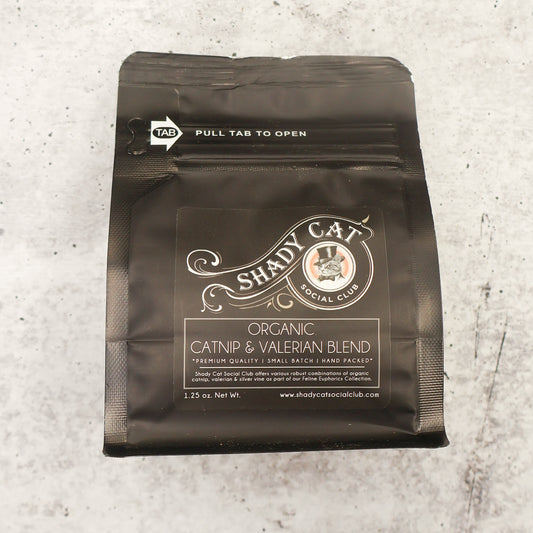 TAB
PULL TAB TO OPEN
SHADY CAT
SOCIAL CLUB
ORGANIC
CATNIP & VALERIAN BLEND
*PREMIUM QUALITY | SMALL BATCH | HAND PACKED*
Shady Cat Social Club offers various robust combinations of organic
catnip, valerian & silver vine as part of our Feline Euphorics Collection.
1.25 oz. Net Wt.
www.shadycatsocialclub.com